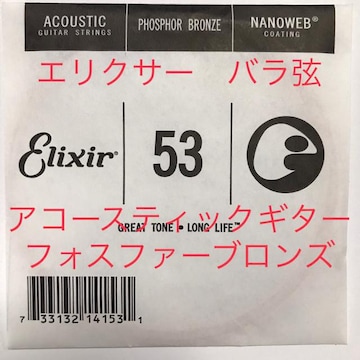 ACOUSTIC
GUITAR STRINGS
PHOSPHOR BRONZE
NANOWEB®
COATING
エリクサー　バラ弦
Elixir®
53
アコースティックギター
GREAT TONE • LONG LIFE™
フォスファーブロンズ
7 33132 14153 1